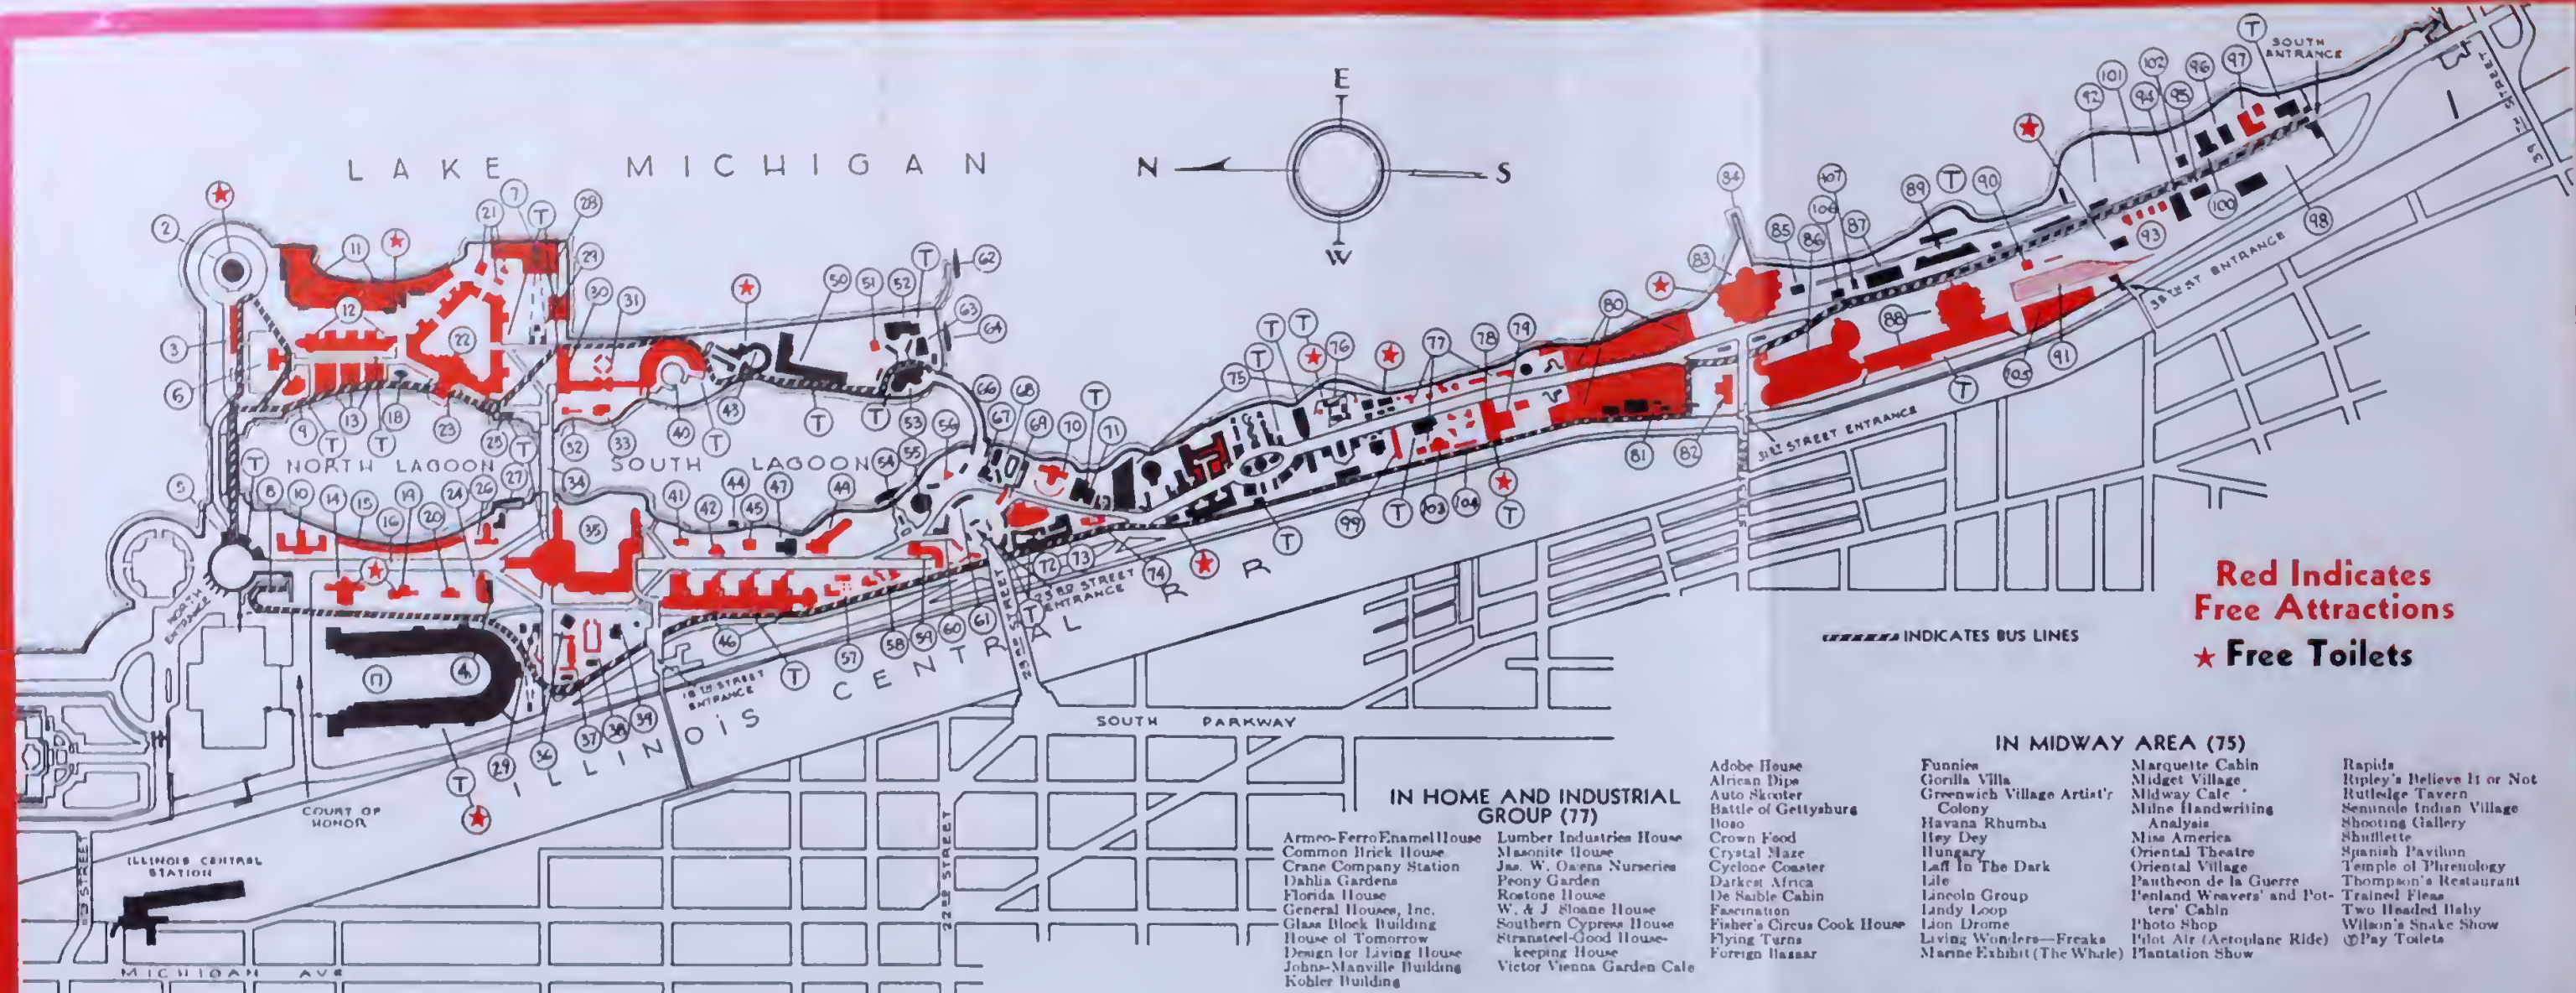 LAKE MICHIGAN
E
N
S
W
SOUTH
ENTRANCE
39 TH STREET
35TH ST ENTRANCE
31ST STREET ENTRANCE
31ST ST
NORTH LAGOON
SOUTH LAGOON
NORTH
ENTRANCE
23RD STREET
ENTRANCE
23RD STREET
18TH STREET
ENTRANCE
ILLINOIS CENTRAL R R
SOUTH PARKWAY
COURT OF
HONOR
ILLINOIS CENTRAL
STATION
22ND STREET
MICHIGAN AVE
Red Indicates
Free Attractions
★ Free Toilets
INDICATES BUS LINES
IN HOME AND INDUSTRIAL
GROUP (77)
Armco-Ferro Enamel House
Common Brick House
Crane Company Station
Dahlia Gardens
Florida House
General Houses, Inc.
Glass Block Building
House of Tomorrow
Design for Living House
Johns-Manville Building
Kohler Building
Lumber Industries House
Masonite House
Jas. W. Owens Nurseries
Peony Garden
Rostone House
W. & J. Sloane House
Southern Cypress House
Stransteel-Good House-
keeping House
Victor Vienna Garden Cafe
IN MIDWAY AREA (75)
Adobe House
African Dips
Auto Skooter
Battle of Gettysburg
Bozo
Crown Food
Crystal Maze
Cyclone Coaster
Darkest Africa
De Saible Cabin
Fascination
Fisher's Circus Cook House
Flying Turns
Foreign Bazaar
Funnies
Gorilla Villa
Greenwich Village Artist's
Colony
Havana Rhumba
Hey Dey
Hungary
Laff In The Dark
Life
Lincoln Group
Lindy Loop
Lion Drome
Living Wonders—Freaks
Marine Exhibit (The Whale)
Marquette Cabin
Midget Village
Midway Cafe
Milne Handwriting
Analysis
Miss America
Oriental Theatre
Oriental Village
Pantheon de la Guerre
Penland Weavers' and Pot-
ters' Cabin
Photo Shop
Pilot Air (Aeroplane Ride)
Plantation Show
Rapids
Ripley's Believe It or Not
Rutledge Tavern
Seminole Indian Village
Shooting Gallery
Shufflette
Spanish Pavilion
Temple of Phrenology
Thompson's Restaurant
Trained Fleas
Two Headed Baby
Wilson's Snake Show
Ⓣ Pay Toilets